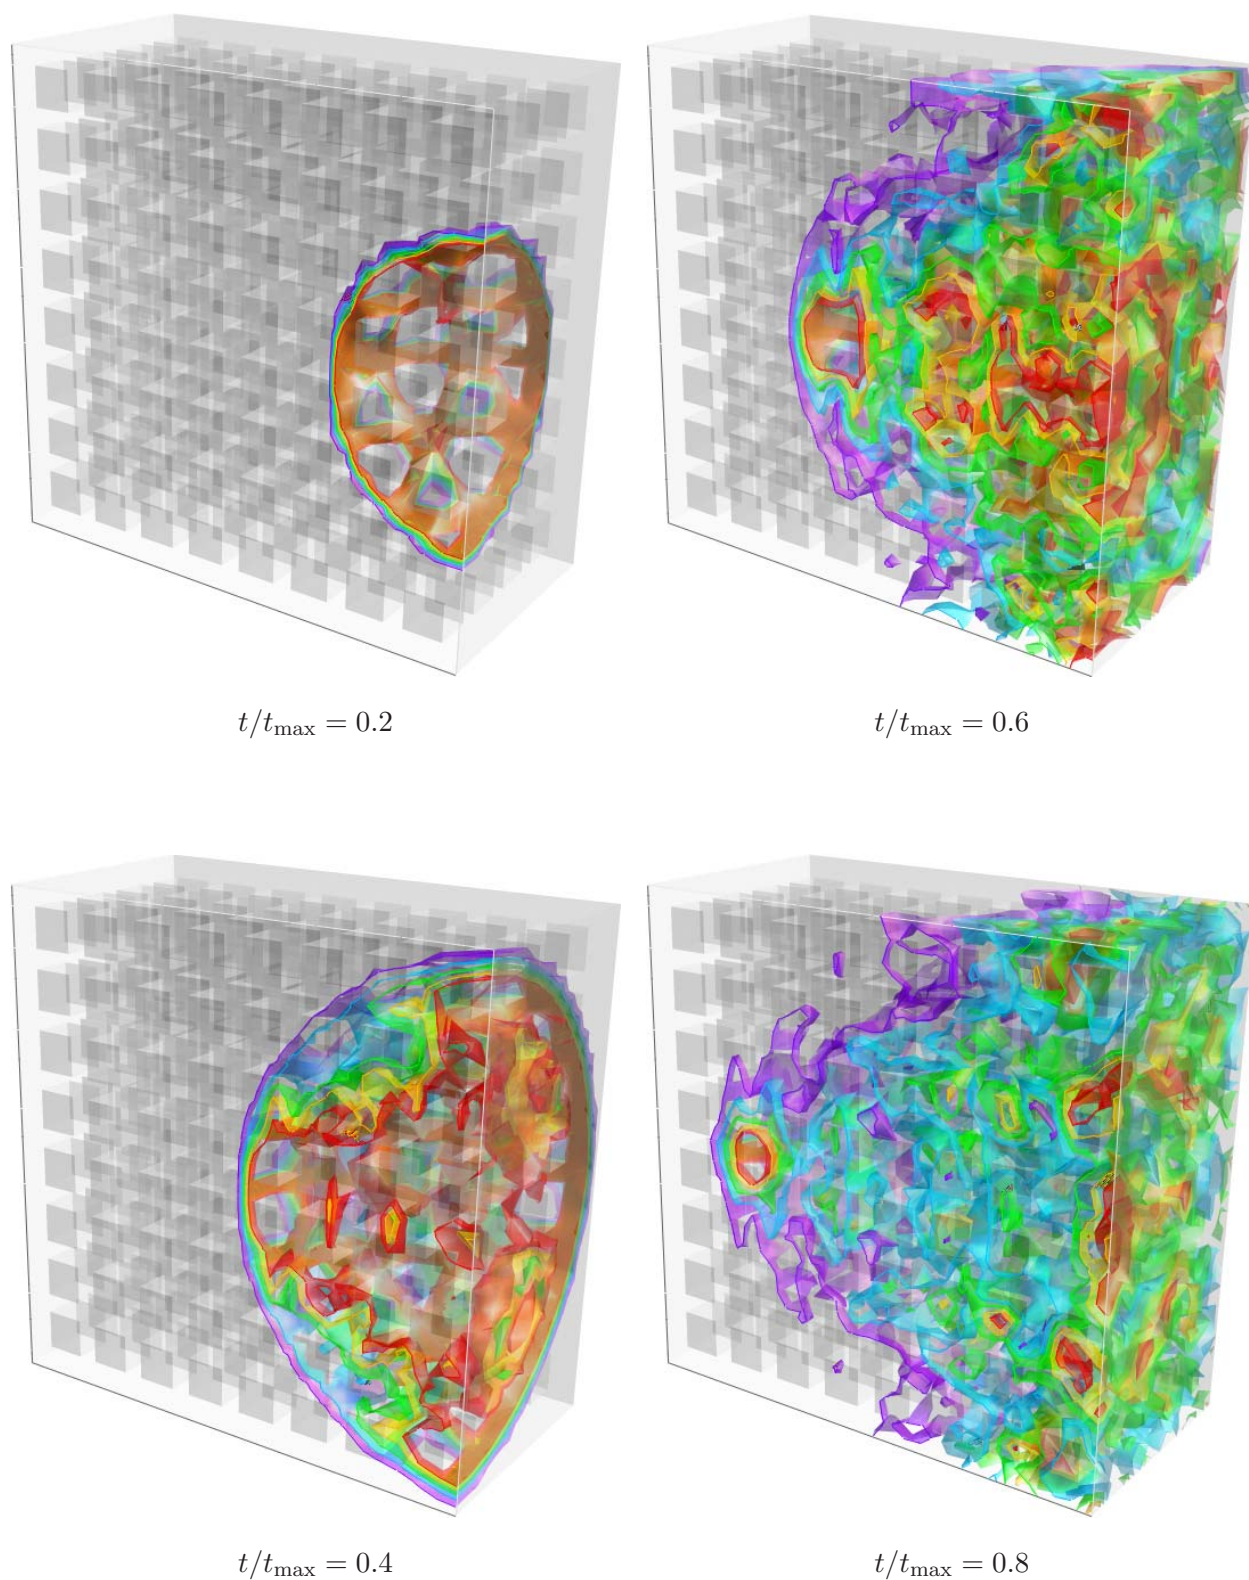 t/t_max = 0.2
t/t_max = 0.6
t/t_max = 0.4
t/t_max = 0.8